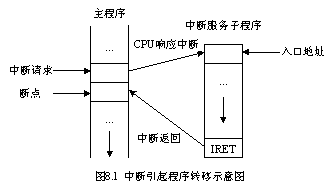 主程序
中断服务子程序
…
CPU响应中断
中断请求
入口地址
断点
…
…
中断返回
IRET
图8.1 中断引起程序转移示意图